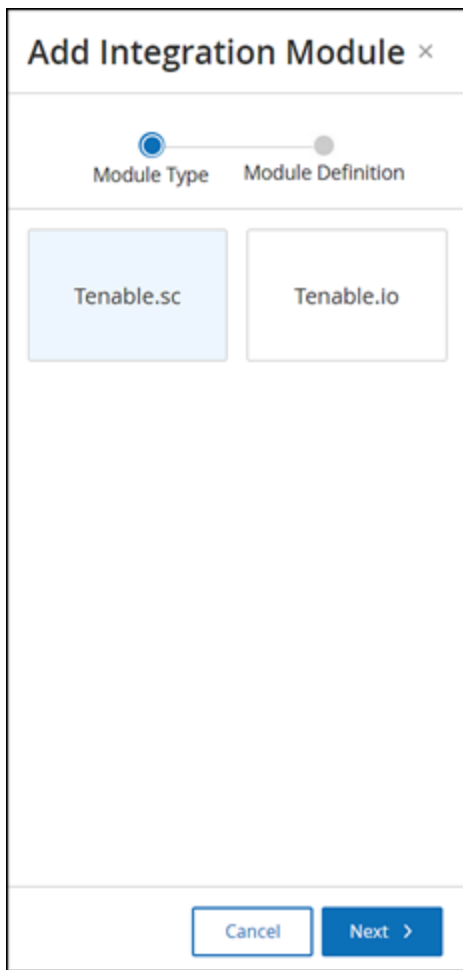 Add Integration Module ×
Module Type Module Definition
Tenable.sc Tenable.io
Cancel Next >